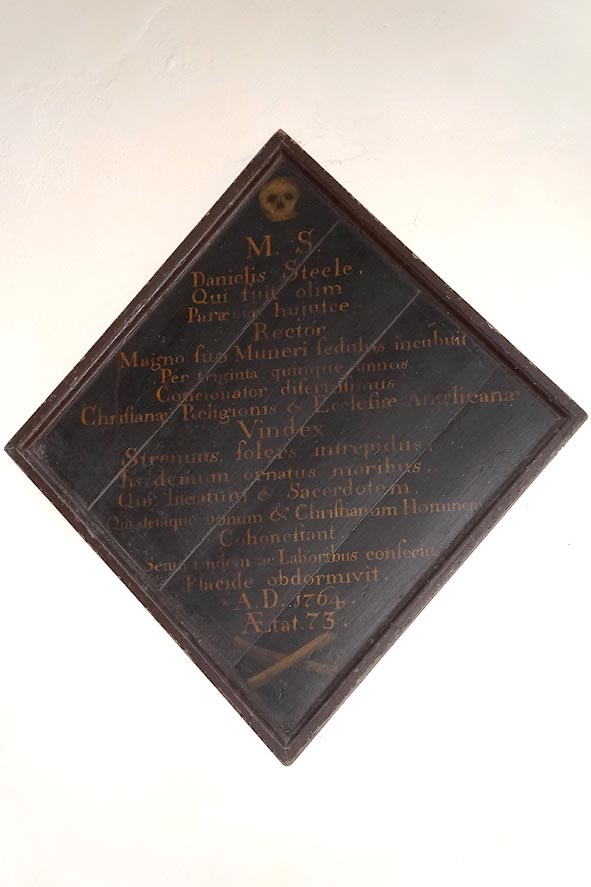 M. S.
Danielis Steele,
Qui fuit olim
Paræciæ hujusce
Rector
Magno suo Muneri sedulus incubuit
Per triginta quinque annos
Concionator disertissimus
Christianæ Religionis & Ecclesiæ Anglicanæ
Vindex
Strenuus, solers, intrepidus,
Iis demum ornatus moribus,
Qui &  Sacerdotem,
Qui denique bonum & Christianum Hominem
Cohonestant
Senio tandem ac Laboribus confectus
Placide obdormivit.
A.D. 1764.
Ætat. 73.